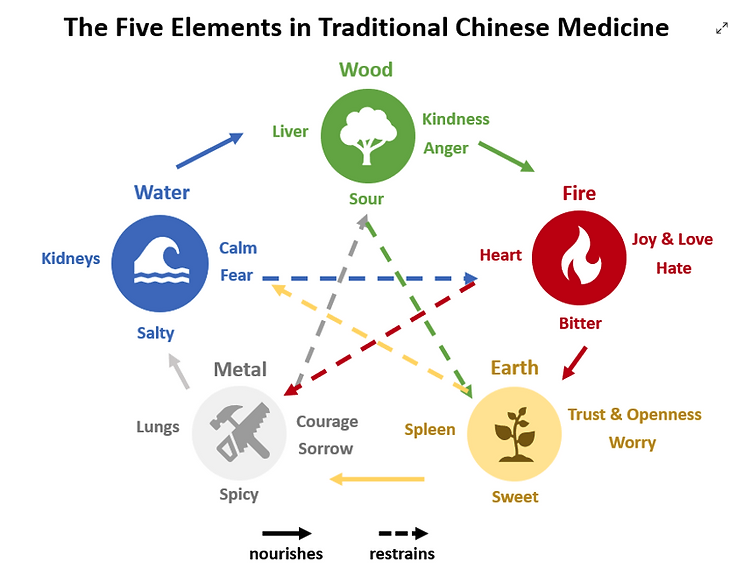 The Five Elements in Traditional Chinese Medicine
Wood
Liver
Kindness
Anger
Sour
Water
Kidneys
Calm
Fear
Salty
Fire
Heart
Joy & Love
Hate
Bitter
Metal
Lungs
Courage
Sorrow
Spicy
Earth
Spleen
Trust & Openness
Worry
Sweet
nourishes
restrains